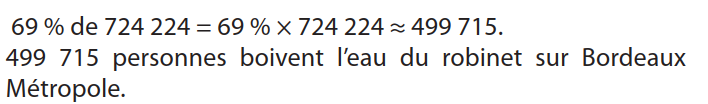 69 % de 724 224 = 69 % × 724 224 ≈ 499 715.
499 715 personnes boivent l’eau du robinet sur Bordeaux
Métropole.